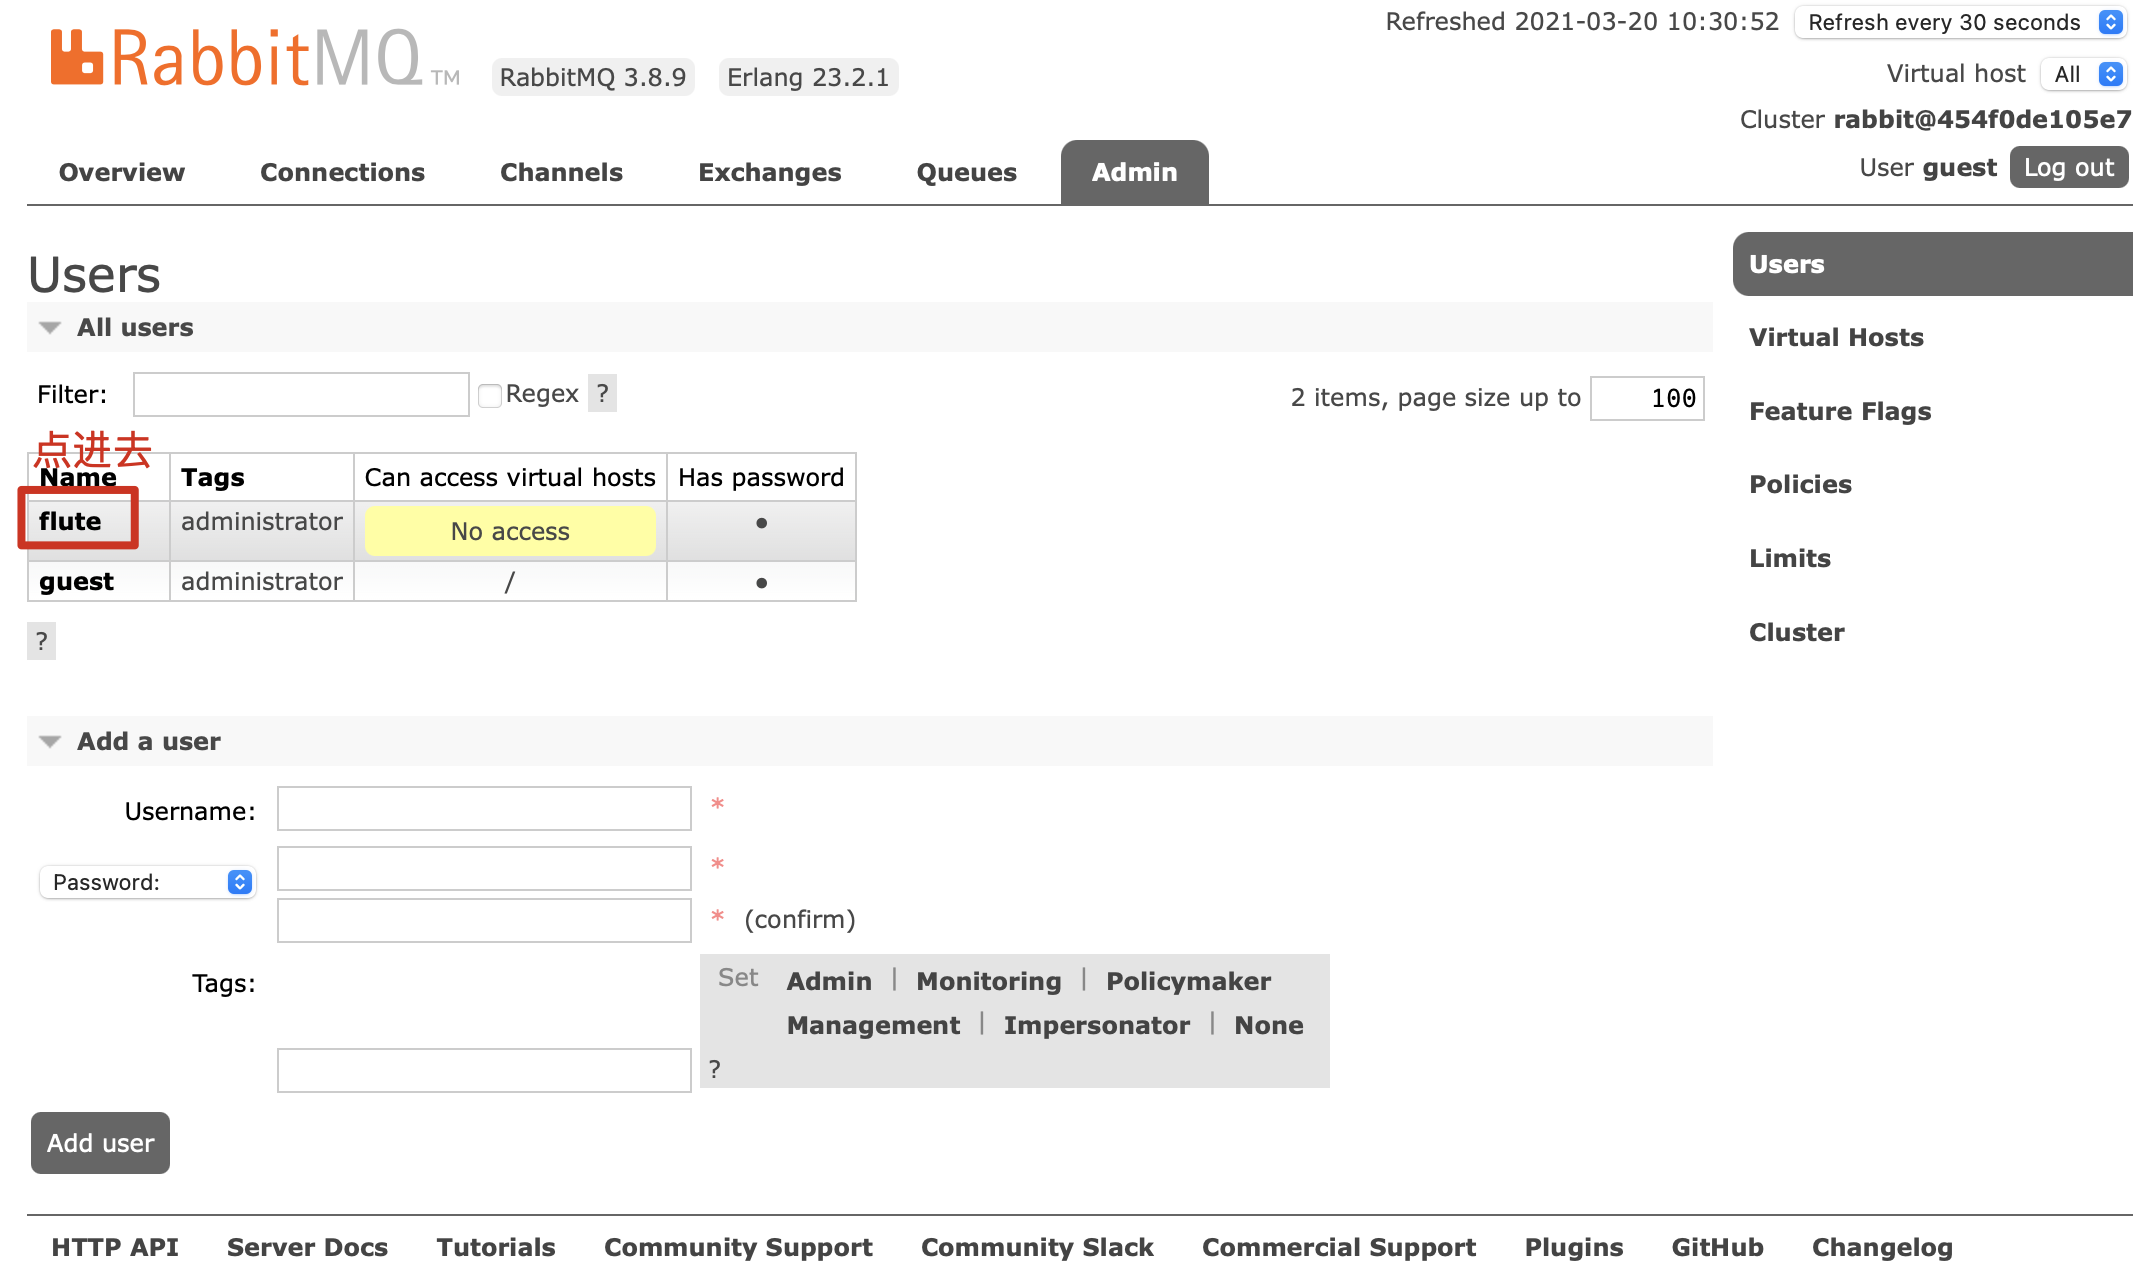 Refreshed 2021-03-20 10:30:52 Refresh every 30 seconds
RabbitMQ TM RabbitMQ 3.8.9 Erlang 23.2.1
Virtual host All
Cluster rabbit@454f0de105e7
User guest Log out
Overview Connections Channels Exchanges Queues Admin
Users
All users
Filter: Regex ? 2 items, page size up to 100
点进去
Name Tags Can access virtual hosts Has password
flute administrator No access •
guest administrator / •
?
Add a user
Username: *
Password: *
* (confirm)
Tags:
Set Admin | Monitoring | Policymaker
Management | Impersonator | None
?
Add user
Users
Virtual Hosts
Feature Flags
Policies
Limits
Cluster
HTTP API Server Docs Tutorials Community Support Community Slack Commercial Support Plugins GitHub Changelog